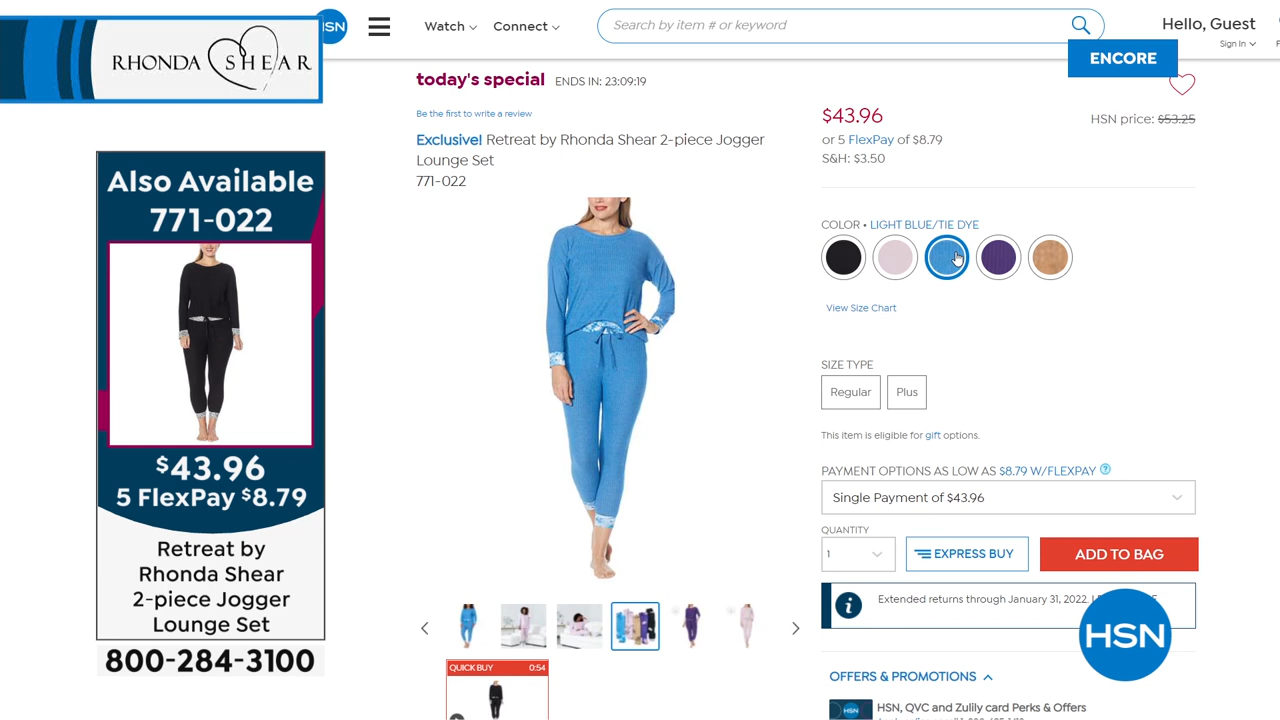 HSN
Watch
Connect
Search by item # or keyword
Hello, Guest
Sign In
ENCORE
RHONDA SHEAR
today's special ENDS IN: 23:09:19
Be the first to write a review
Exclusive! Retreat by Rhonda Shear 2-piece Jogger
Lounge Set
771-022
$43.96
HSN price: $53.25
or 5 FlexPay of $8.79
S&H: $3.50
COLOR • LIGHT BLUE/TIE DYE
View Size Chart
SIZE TYPE
Regular
Plus
This item is eligible for gift options.
PAYMENT OPTIONS AS LOW AS $8.79 W/FLEXPAY ?
Single Payment of $43.96
QUANTITY
1
EXPRESS BUY
ADD TO BAG
Extended returns through January 31, 2022.
HSN
OFFERS & PROMOTIONS
HSN
HSN, QVC and Zulily card Perks & Offers
QUICK BUY 0:54
Also Available
771-022
$43.96
5 FlexPay $8.79
Retreat by
Rhonda Shear
2-piece Jogger
Lounge Set
800-284-3100